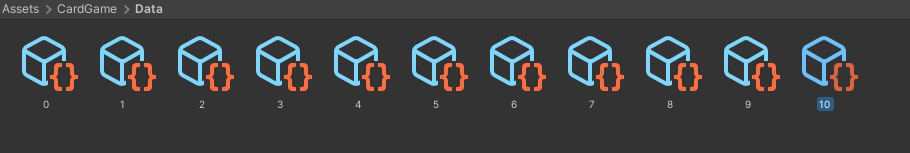 Assets > CardGame > Data
0 1 2 3 4 5 6 7 8 9 10